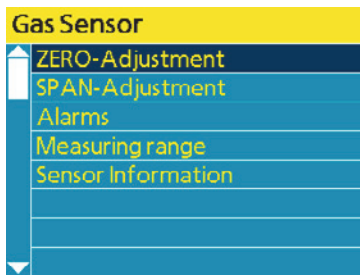 Gas Sensor
ZERO-Adjustment
SPAN-Adjustment
Alarms
Measuring range
Sensor Information